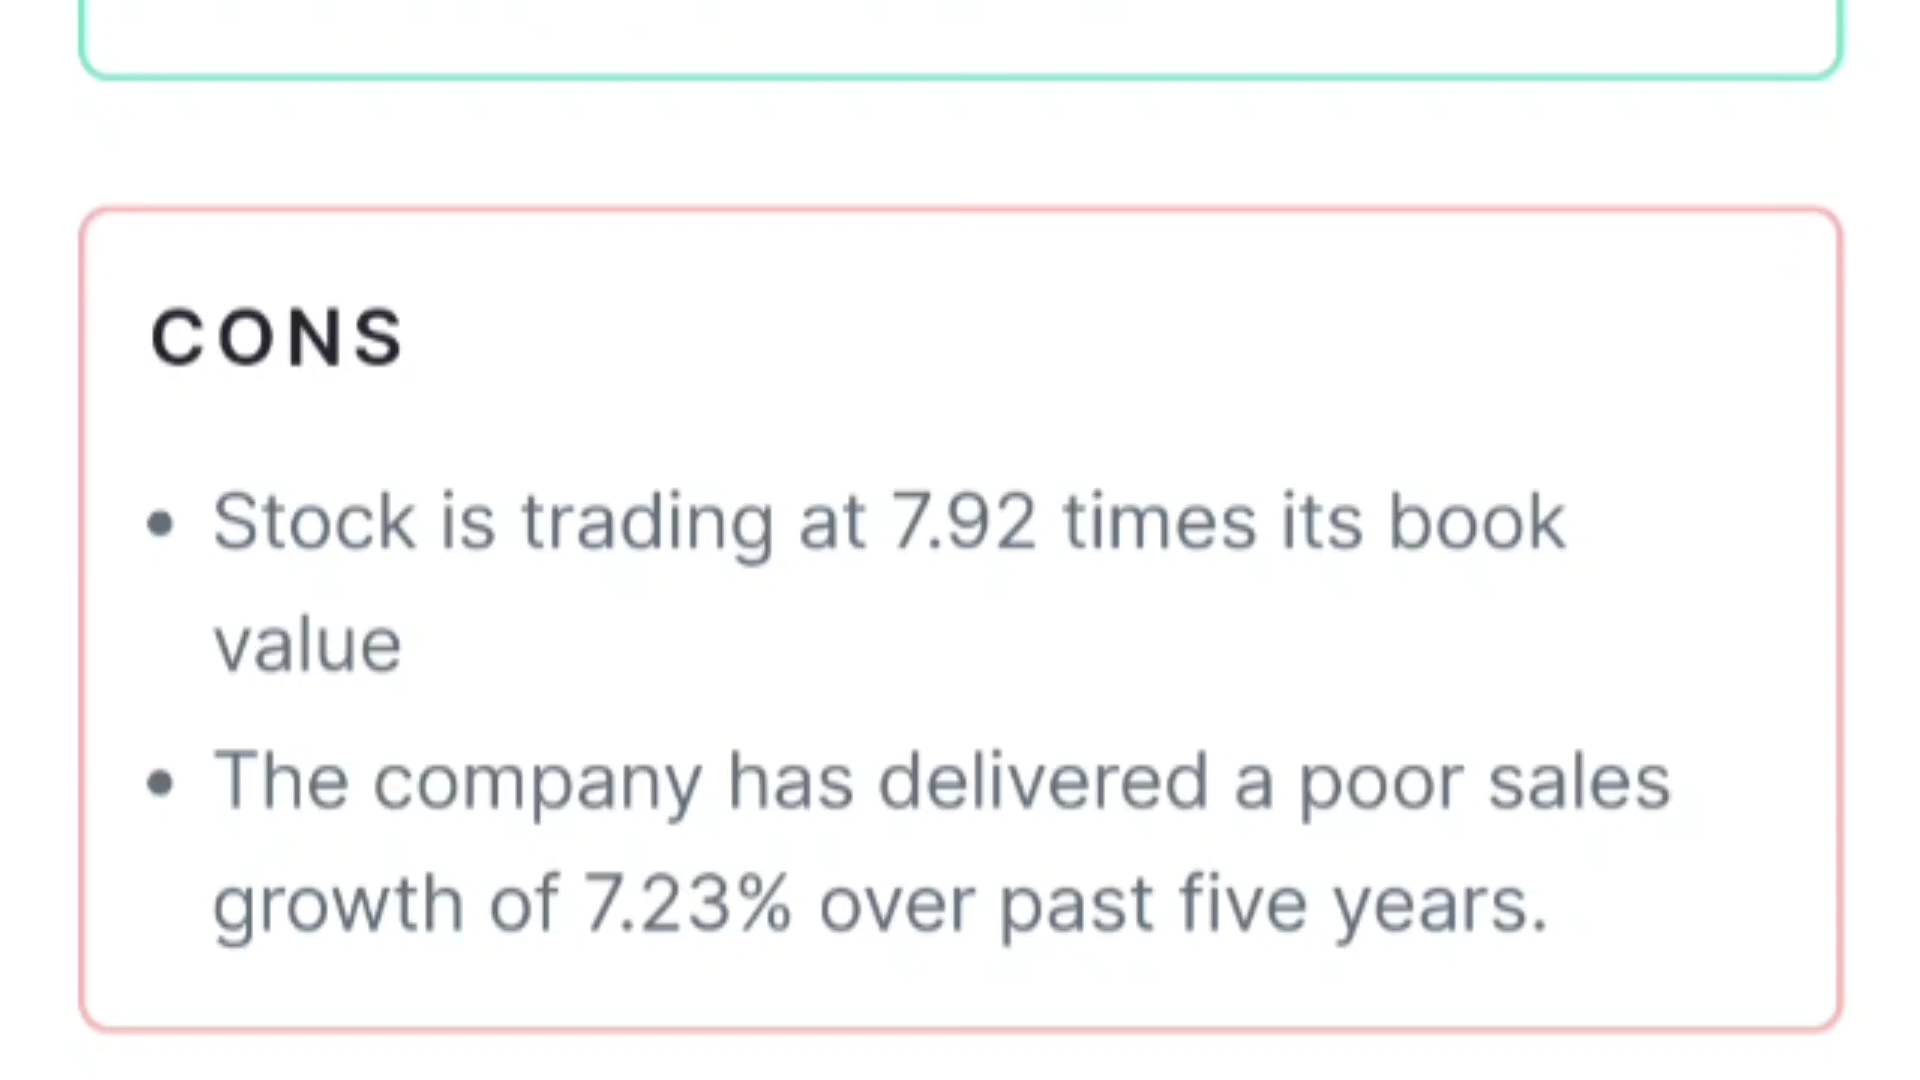 CONS
• Stock is trading at 7.92 times its book
value
• The company has delivered a poor sales
growth of 7.23% over past five years.